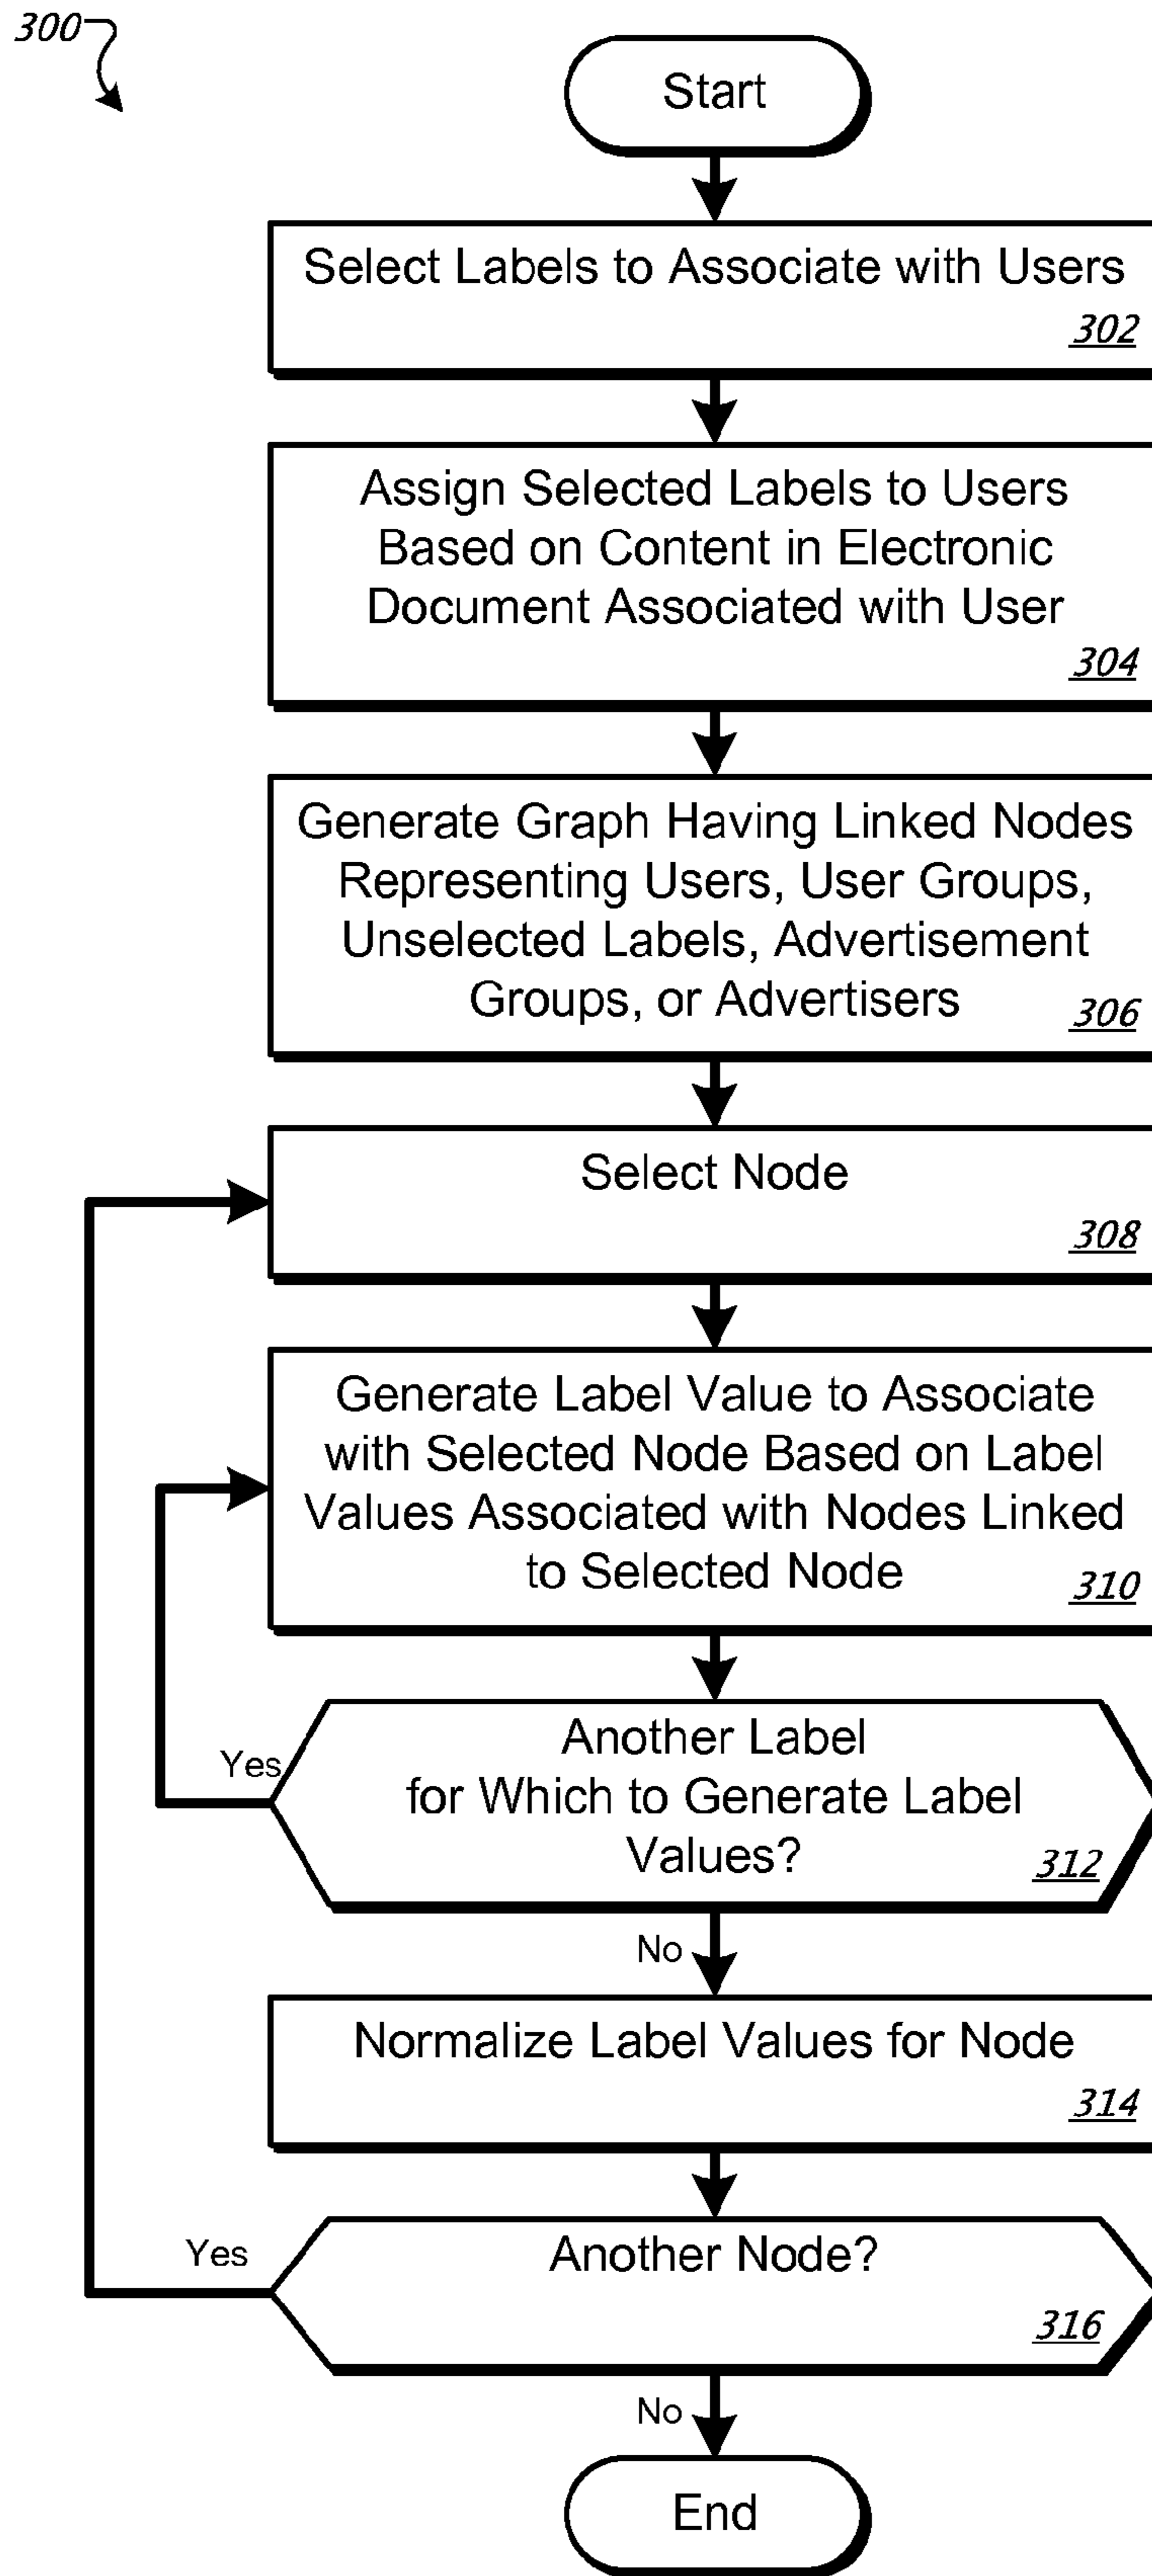 300
Start
Select Labels to Associate with Users
302
Assign Selected Labels to Users
Based on Content in Electronic
Document Associated with User
304
Generate Graph Having Linked Nodes
Representing Users, User Groups,
Unselected Labels, Advertisement
Groups, or Advertisers
306
Select Node
308
Generate Label Value to Associate
with Selected Node Based on Label
Values Associated with Nodes Linked
to Selected Node
310
Another Label
for Which to Generate Label
Values?
312
Yes
No
Normalize Label Values for Node
314
Another Node?
316
Yes
No
End